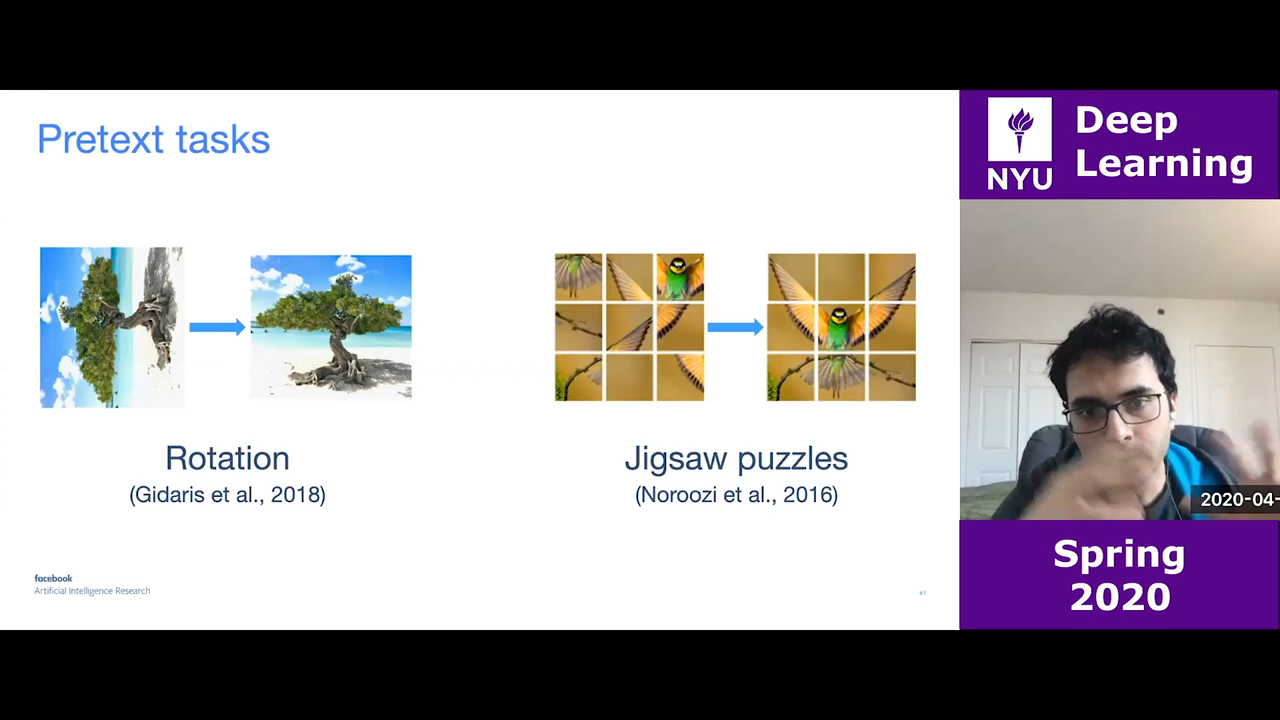 Pretext tasks
Rotation
(Gidaris et al., 2018)
Jigsaw puzzles
(Noroozi et al., 2016)
facebook
Artificial Intelligence Research
61
NYU
Deep
Learning
2020-04-
Spring
2020